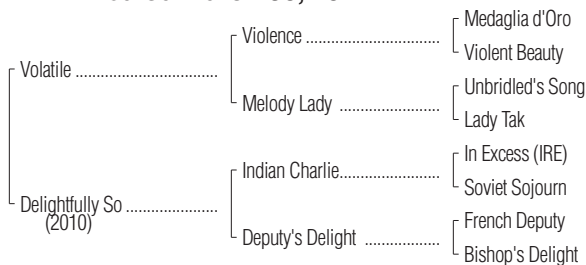 Volatile
Violence
Medaglia d'Oro
Violent Beauty
Melody Lady
Unbridled's Song
Lady Tak
Delightfully So
(2010)
Indian Charlie
In Excess (IRE)
Soviet Sojourn
Deputy's Delight
French Deputy
Bishop's Delight